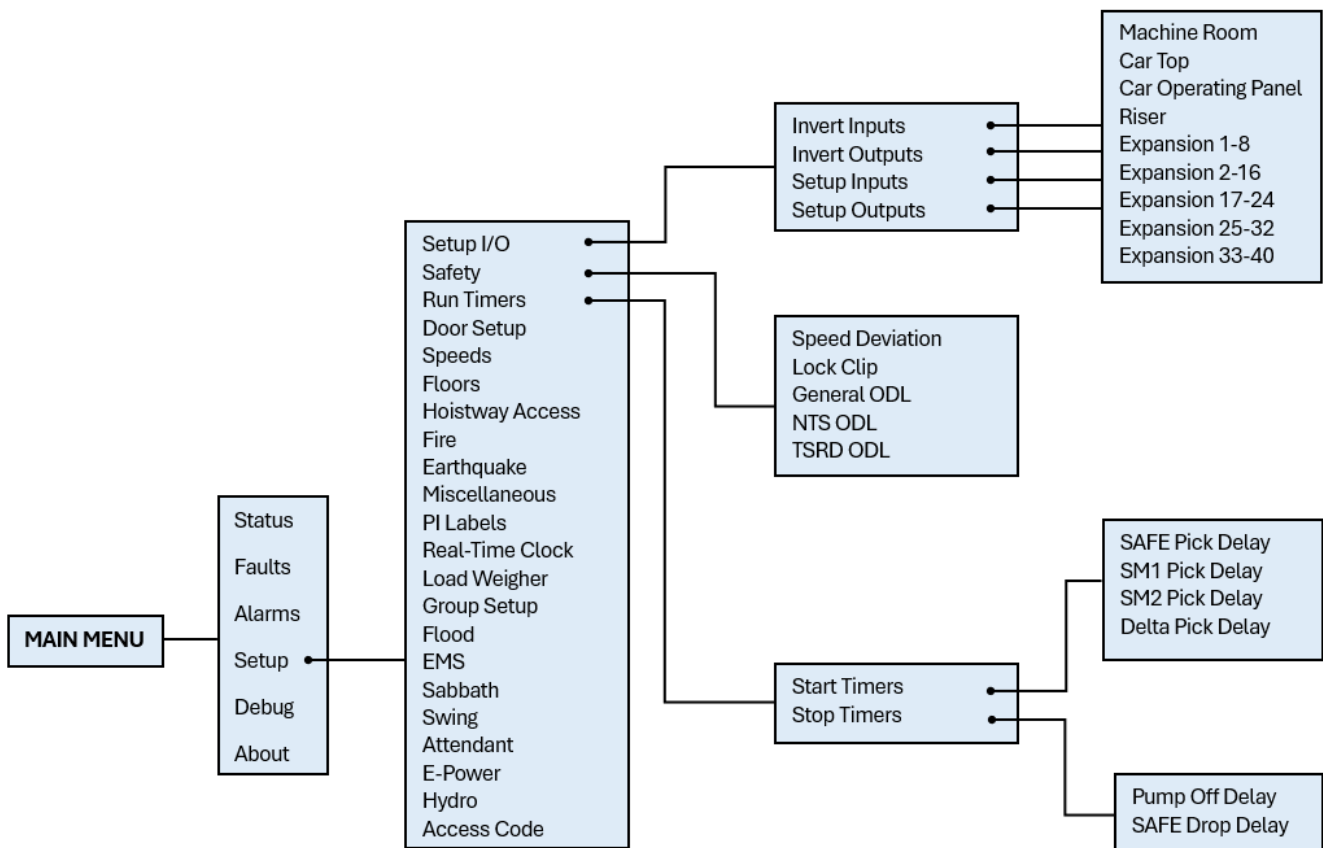 MAIN MENU
Status
Faults
Alarms
Setup
Debug
About
Setup I/O
Safety
Run Timers
Door Setup
Speeds
Floors
Hoistway Access
Fire
Earthquake
Miscellaneous
PI Labels
Real-Time Clock
Load Weigher
Group Setup
Flood
EMS
Sabbath
Swing
Attendant
E-Power
Hydro
Access Code
Invert Inputs
Invert Outputs
Setup Inputs
Setup Outputs
Machine Room
Car Top
Car Operating Panel
Riser
Expansion 1-8
Expansion 2-16
Expansion 17-24
Expansion 25-32
Expansion 33-40
Speed Deviation
Lock Clip
General ODL
NTS ODL
TSRD ODL
Start Timers
Stop Timers
SAFE Pick Delay
SM1 Pick Delay
SM2 Pick Delay
Delta Pick Delay
Pump Off Delay
SAFE Drop Delay